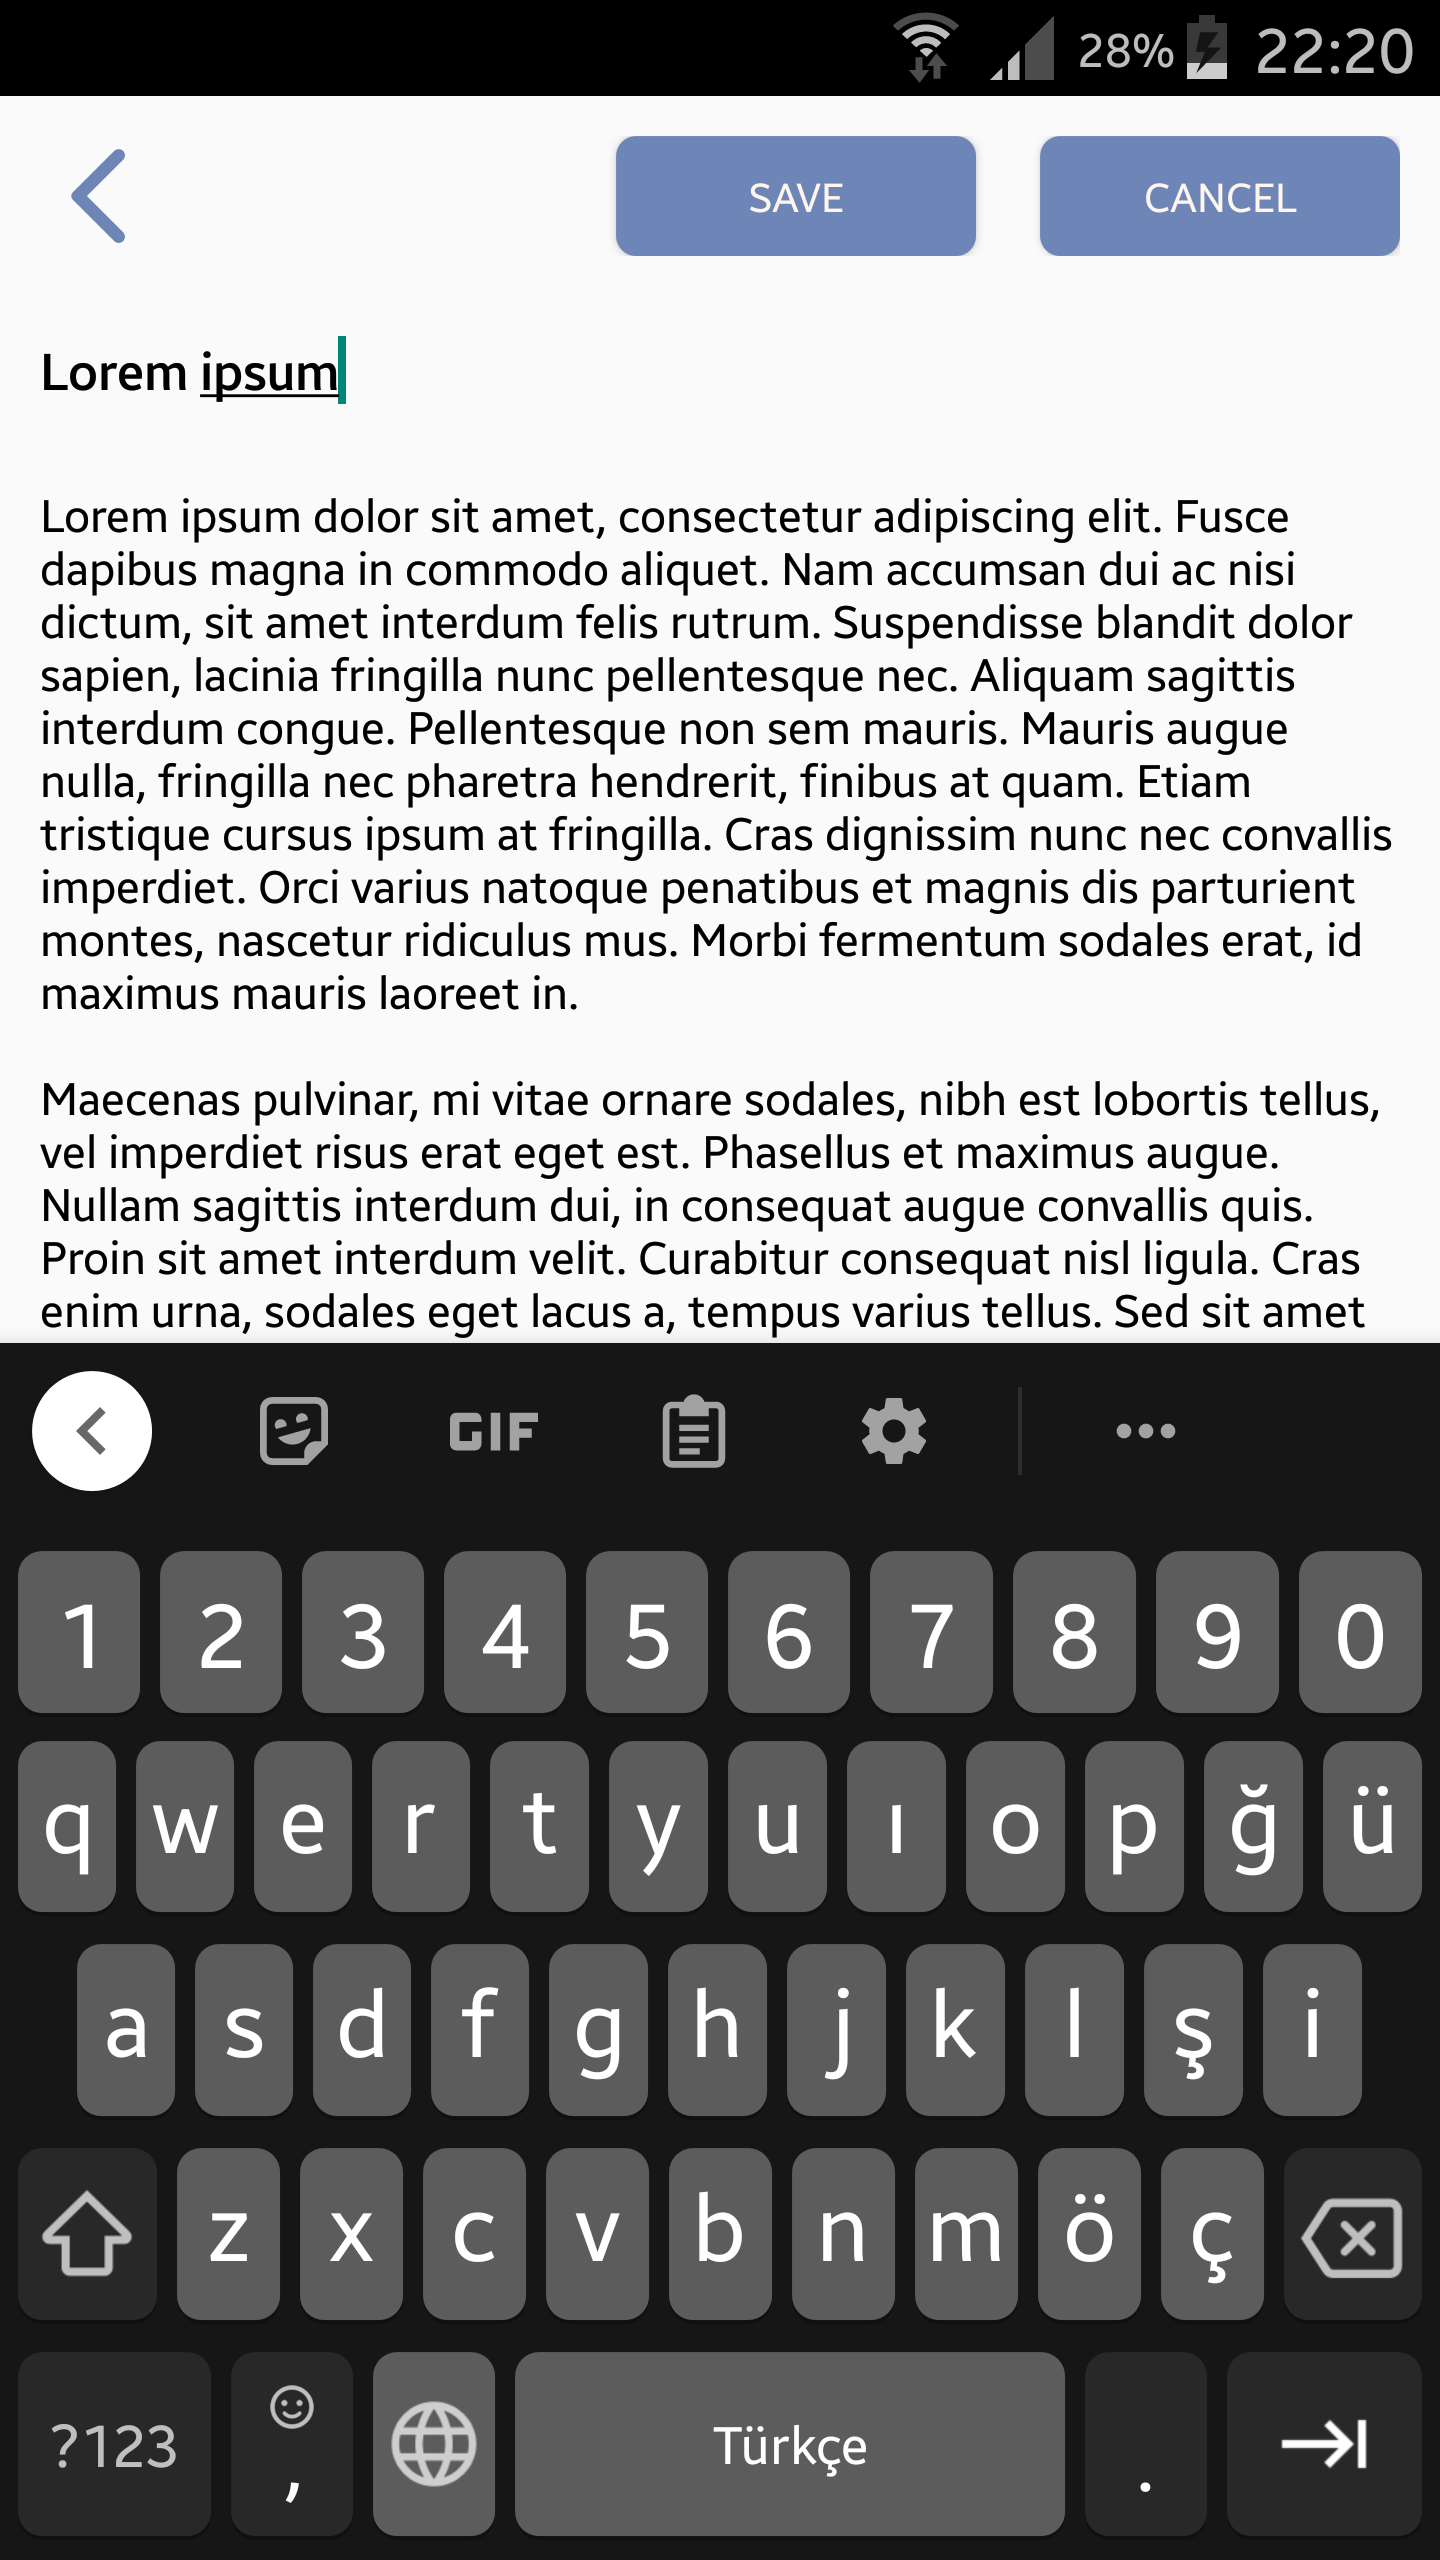 28% 22:20
SAVE CANCEL
Lorem ipsum
Lorem ipsum dolor sit amet, consectetur adipiscing elit. Fusce
dapibus magna in commodo aliquet. Nam accumsan dui ac nisi
dictum, sit amet interdum felis rutrum. Suspendisse blandit dolor
sapien, lacinia fringilla nunc pellentesque nec. Aliquam sagittis
interdum congue. Pellentesque non sem mauris. Mauris augue
nulla, fringilla nec pharetra hendrerit, finibus at quam. Etiam
tristique cursus ipsum at fringilla. Cras dignissim nunc nec convallis
imperdiet. Orci varius natoque penatibus et magnis dis parturient
montes, nascetur ridiculus mus. Morbi fermentum sodales erat, id
maximus mauris laoreet in.
Maecenas pulvinar, mi vitae ornare sodales, nibh est lobortis tellus,
vel imperdiet risus erat eget est. Phasellus et maximus augue.
Nullam sagittis interdum dui, in consequat augue convallis quis.
Proin sit amet interdum velit. Curabitur consequat nisl ligula. Cras
enim urna, sodales eget lacus a, tempus varius tellus. Sed sit amet
GIF
1 2 3 4 5 6 7 8 9 0
q w e r t y u ı o p ğ ü
a s d f g h j k l ş i
z x c v b n m ö ç
?123 , Türkçe .